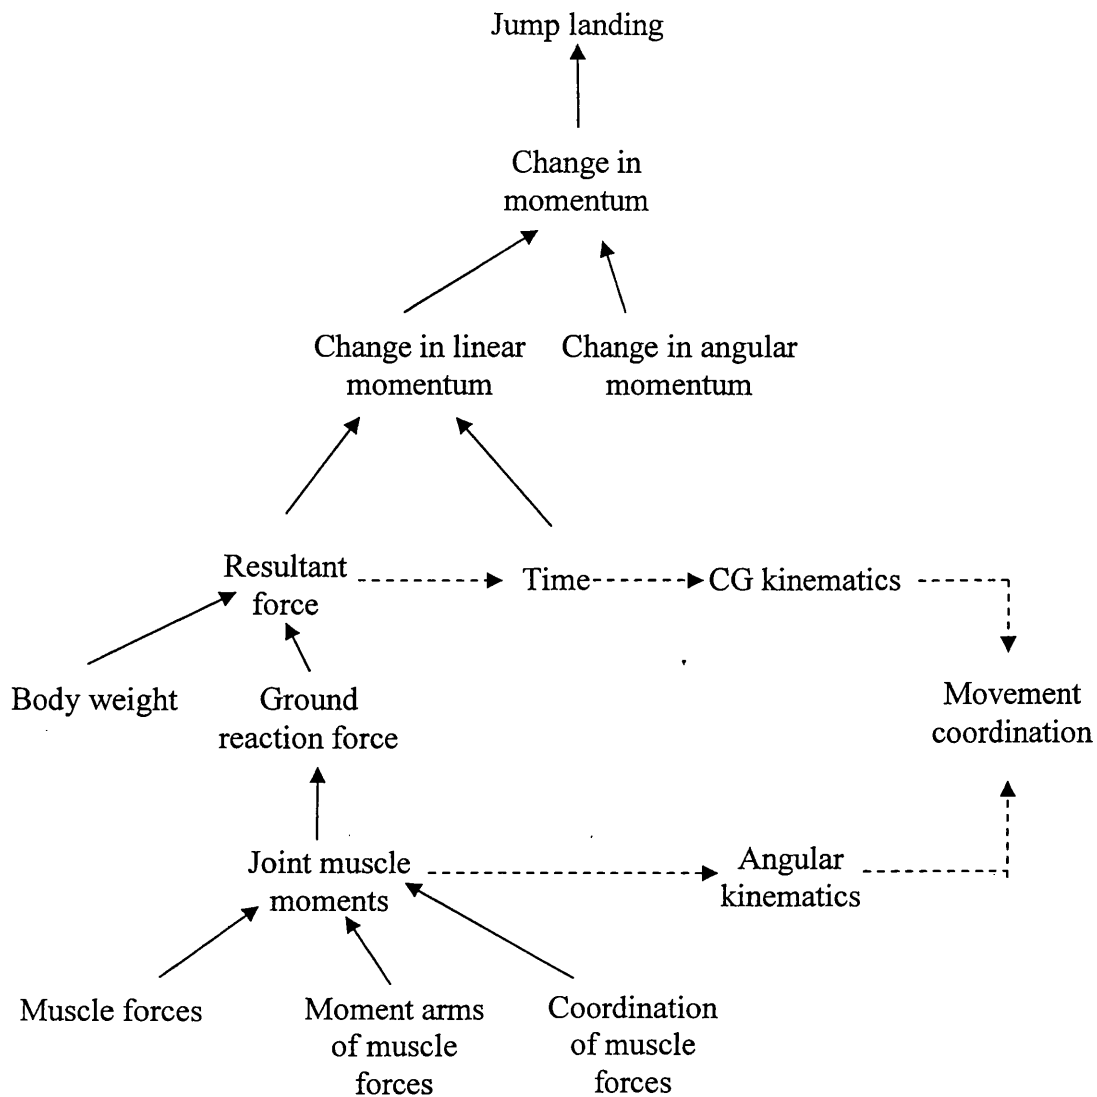 Jump landing
Change in
momentum
Change in linear
momentum
Change in angular
momentum
Resultant
force
Time
CG kinematics
Body weight
Ground
reaction force
Movement
coordination
Joint muscle
moments
Angular
kinematics
Muscle forces
Moment arms
of muscle
forces
Coordination
of muscle
forces